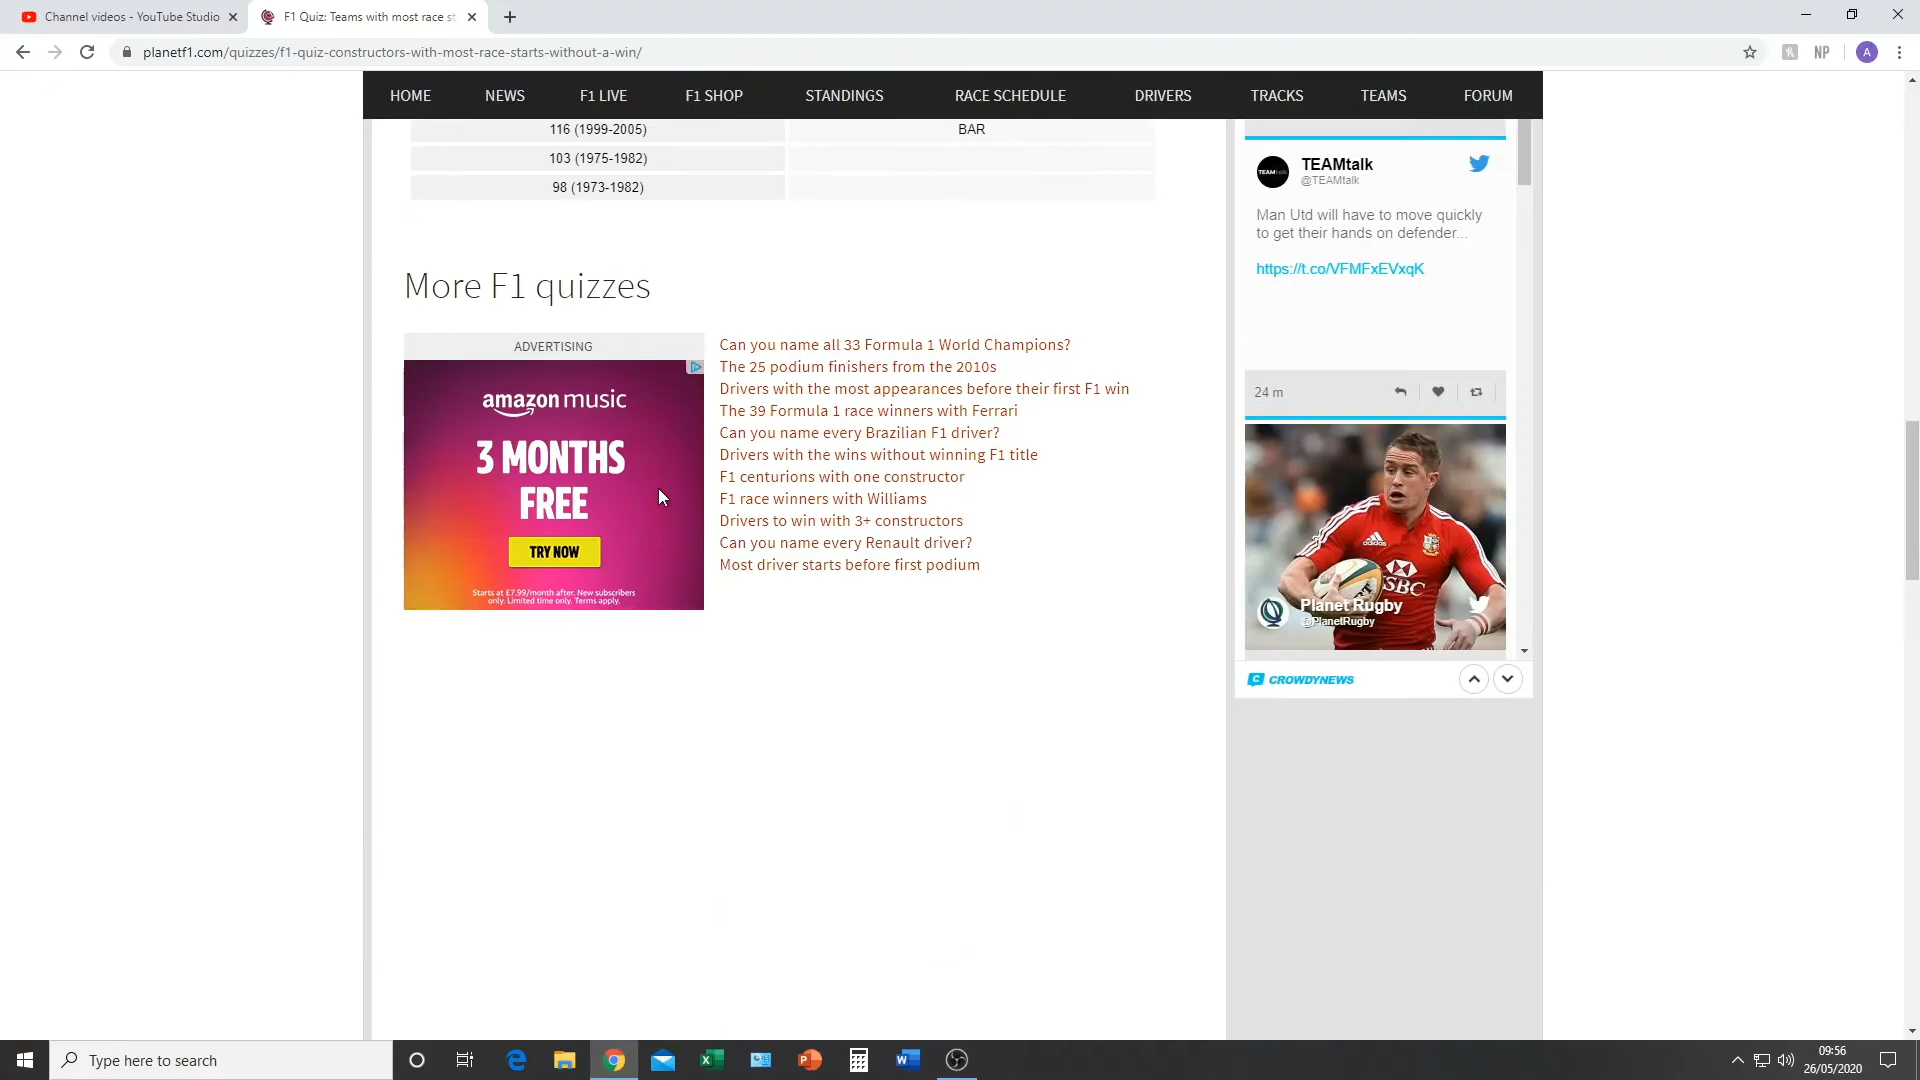 Channel videos - YouTube Studio
F1 Quiz: Teams with most race st
planetf1.com/quizzes/f1-quiz-constructors-with-most-race-starts-without-a-win/
NP
A
HOME NEWS F1 LIVE F1 SHOP STANDINGS RACE SCHEDULE DRIVERS TRACKS TEAMS FORUM
116 (1999-2005) BAR
103 (1975-1982)
98 (1973-1982)
More F1 quizzes
ADVERTISING
amazon music
3 MONTHS
FREE
TRY NOW
Starts at £7.99/month after. New subscribers
only. Limited time only. Terms apply.
Can you name all 33 Formula 1 World Champions?
The 25 podium finishers from the 2010s
Drivers with the most appearances before their first F1 win
The 39 Formula 1 race winners with Ferrari
Can you name every Brazilian F1 driver?
Drivers with the wins without winning F1 title
F1 centurions with one constructor
F1 race winners with Williams
Drivers to win with 3+ constructors
Can you name every Renault driver?
Most driver starts before first podium
TEAMtalk
TEAMtalk
@TEAMtalk
Man Utd will have to move quickly
to get their hands on defender...
https://t.co/VFMFxEVxqK
24 m
adidas
HSBC
Planet Rugby
@PlanetRugby
CROWDYNEWS
Type here to search
09:56
26/05/2020